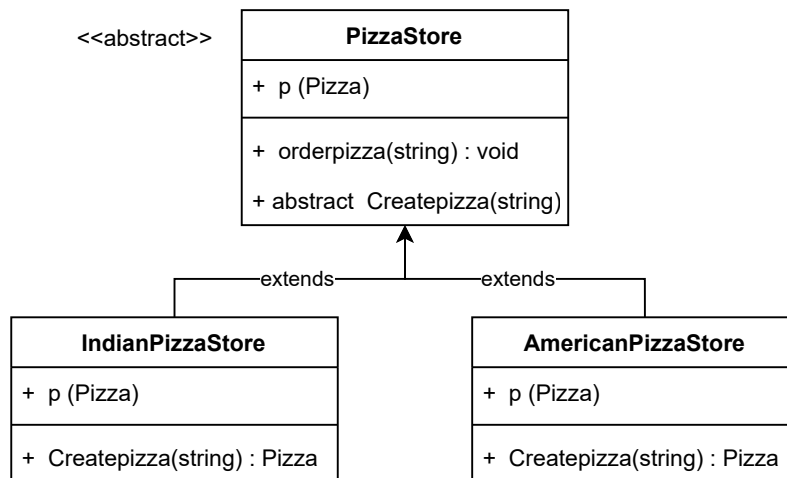 <<abstract>>
PizzaStore
+ p (Pizza)
+ orderpizza(string) : void
+ abstract Createpizza(string)
extends
extends
IndianPizzaStore
+ p (Pizza)
+ Createpizza(string) : Pizza
AmericanPizzaStore
+ p (Pizza)
+ Createpizza(string) : Pizza